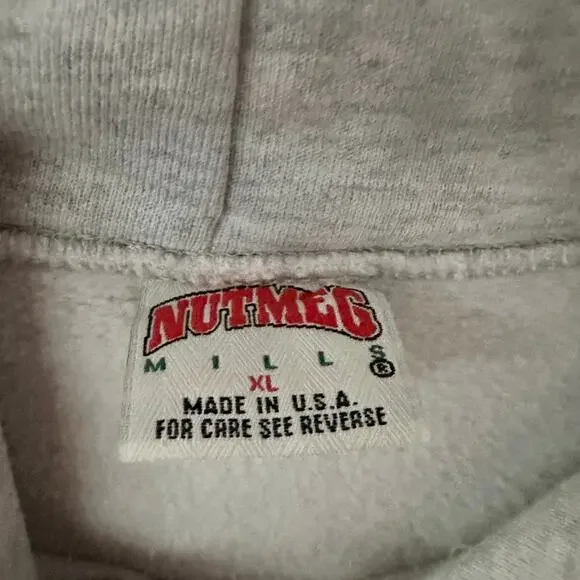 NUTMEG
MILLS®
XL
MADE IN U.S.A.
FOR CARE SEE REVERSE